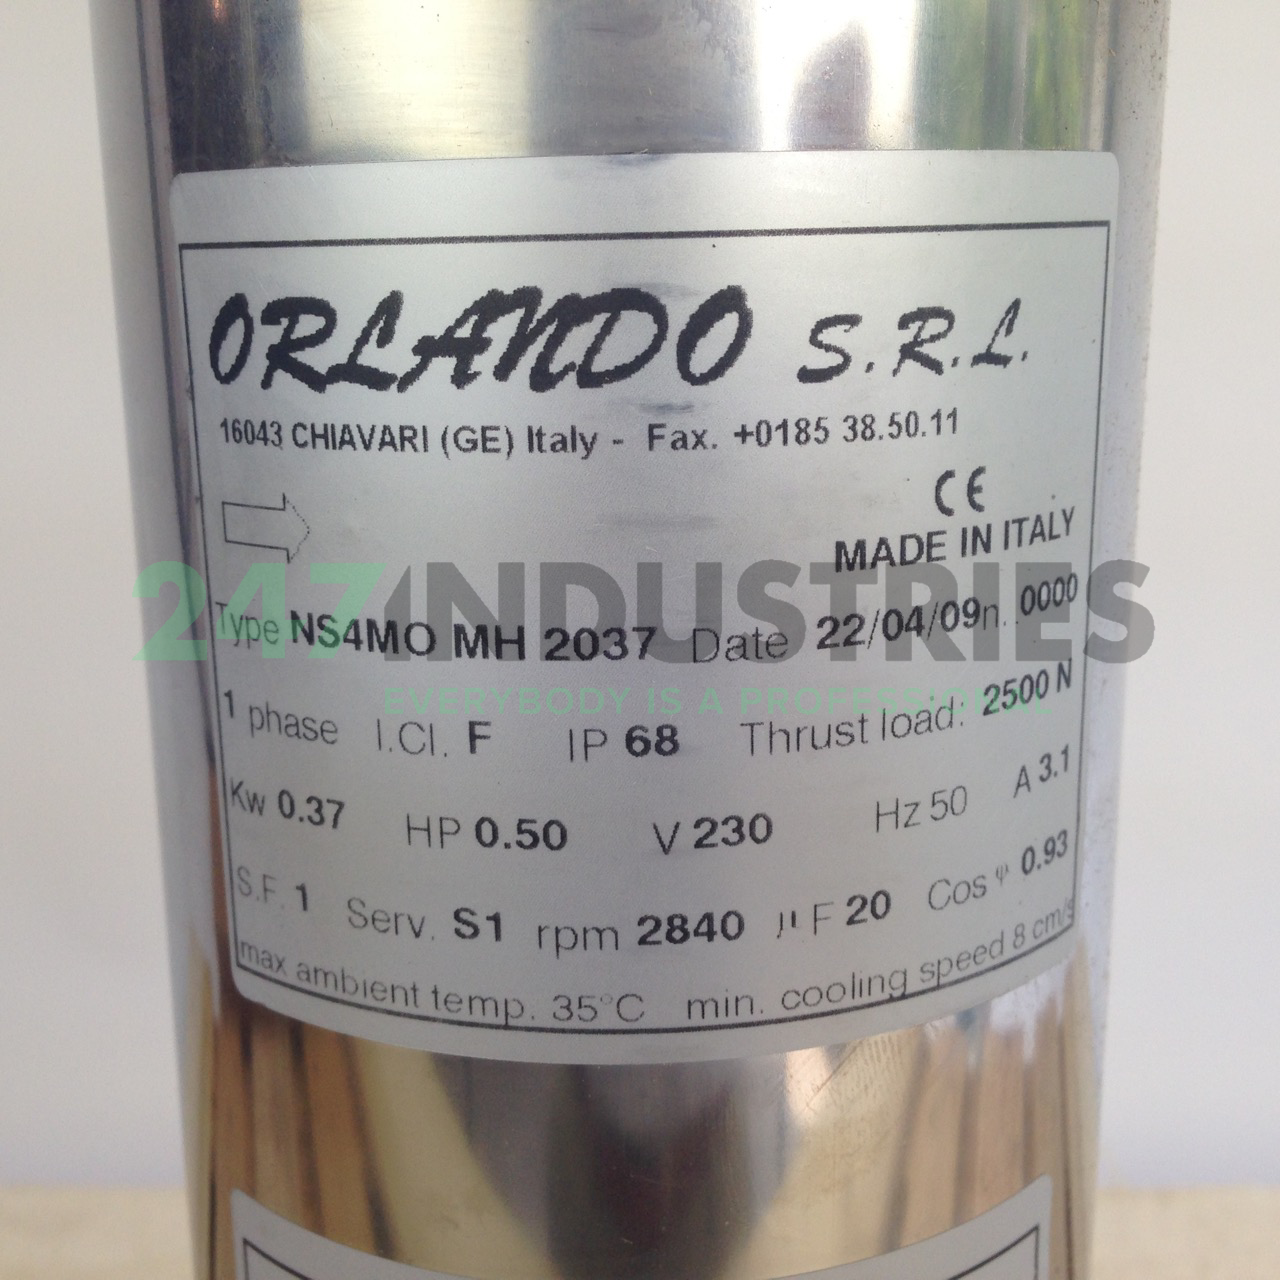 ORLANDO S.R.L.
16043 CHIAVARI (GE) Italy - Fax. +0185 38.50.11
CE
MADE IN ITALY
247INDUSTRIES
Type NS4MO MH 2037 Date 22/04/09 n. 0000
EVERYBODY IS A PROFESSIONAL
1 phase I.Cl. F IP 68 Thrust load: 2500 N
Kw 0.37 HP 0.50 V 230 Hz 50 A 3.1
S.F. 1 Serv. S1 rpm 2840 µF 20 Cos φ 0.93
max ambient temp. 35°C min. cooling speed 8 cm/s